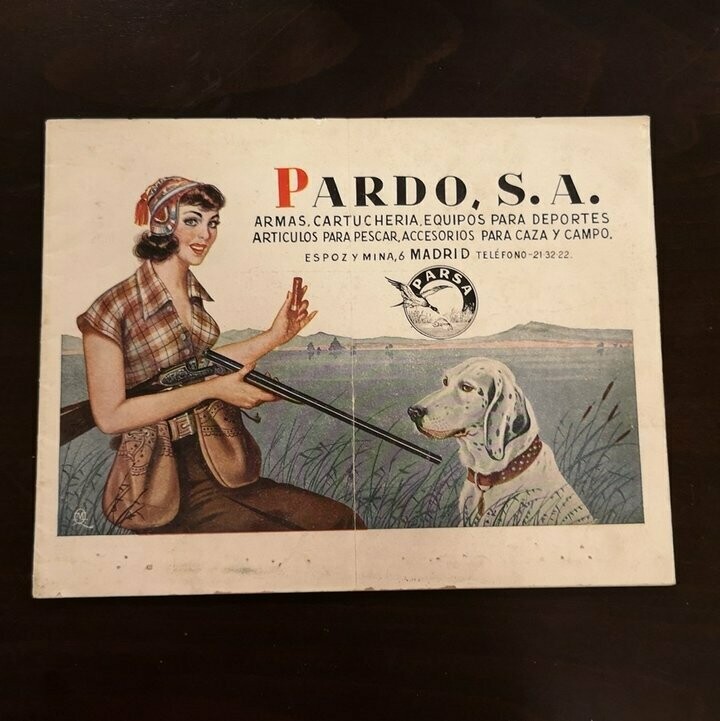 PARDO, S. A.
ARMAS, CARTUCHERIA, EQUIPOS PARA DEPORTES
ARTICULOS PARA PESCAR, ACCESORIOS PARA CAZA Y CAMPO.
ESPOZ Y MINA, 6 MADRID TELÉFONO-21·32·22.
PARSA